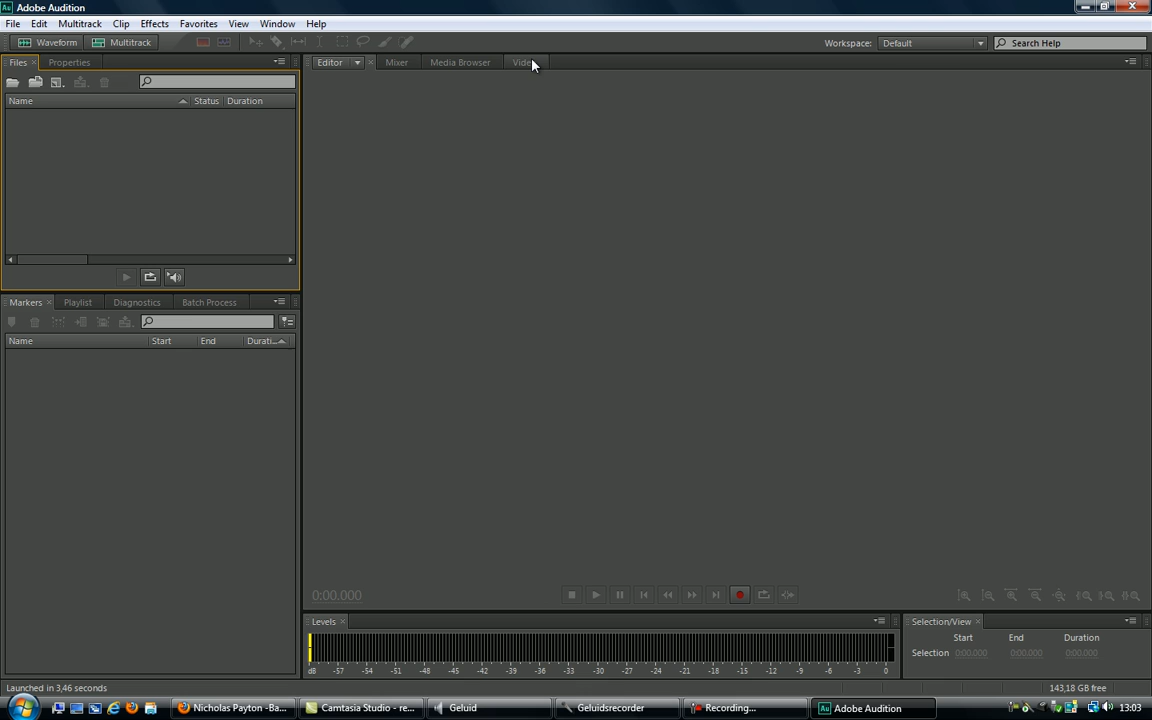 Adobe Audition
File Edit Multitrack Clip Effects Favorites View Window Help
Waveform Multitrack Workspace: Default Search Help
Files Properties Editor Mixer Media Browser Video
Name Status Duration
Markers Playlist Diagnostics Batch Process
Name Start End Durati...
0:00.000
Levels Selection/View
Start End Duration
Selection 0:00.000 0:00.000 0:00.000
dB -57 -54 -51 -48 -45 -42 -39 -36 -33 -30 -27 -24 -21 -18 -15 -12 -9 -6 -3 0
Launched in 3,46 seconds 143,18 GB free
Nicholas Payton -Ba... Camtasia Studio - re... Geluid Geluidsrecorder Recording... Adobe Audition 13:03